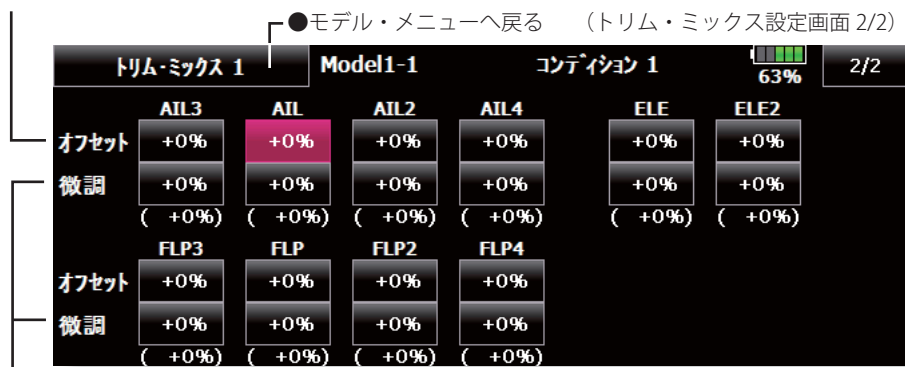 ●モデル・メニューへ戻る （トリム・ミックス設定画面 2/2）
トリム・ミックス 1 Model1-1 コンディション 1 63% 2/2
AIL3 AIL AIL2 AIL4 ELE ELE2
オフセット +0% +0% +0% +0% +0% +0%
微調 +0% +0% +0% +0% +0% +0%
( +0%) ( +0%) ( +0%) ( +0%) ( +0%) ( +0%)
FLP3 FLP FLP2 FLP4
オフセット +0% +0% +0% +0%
微調 +0% +0% +0% +0%
( +0%) ( +0%) ( +0%) ( +0%)